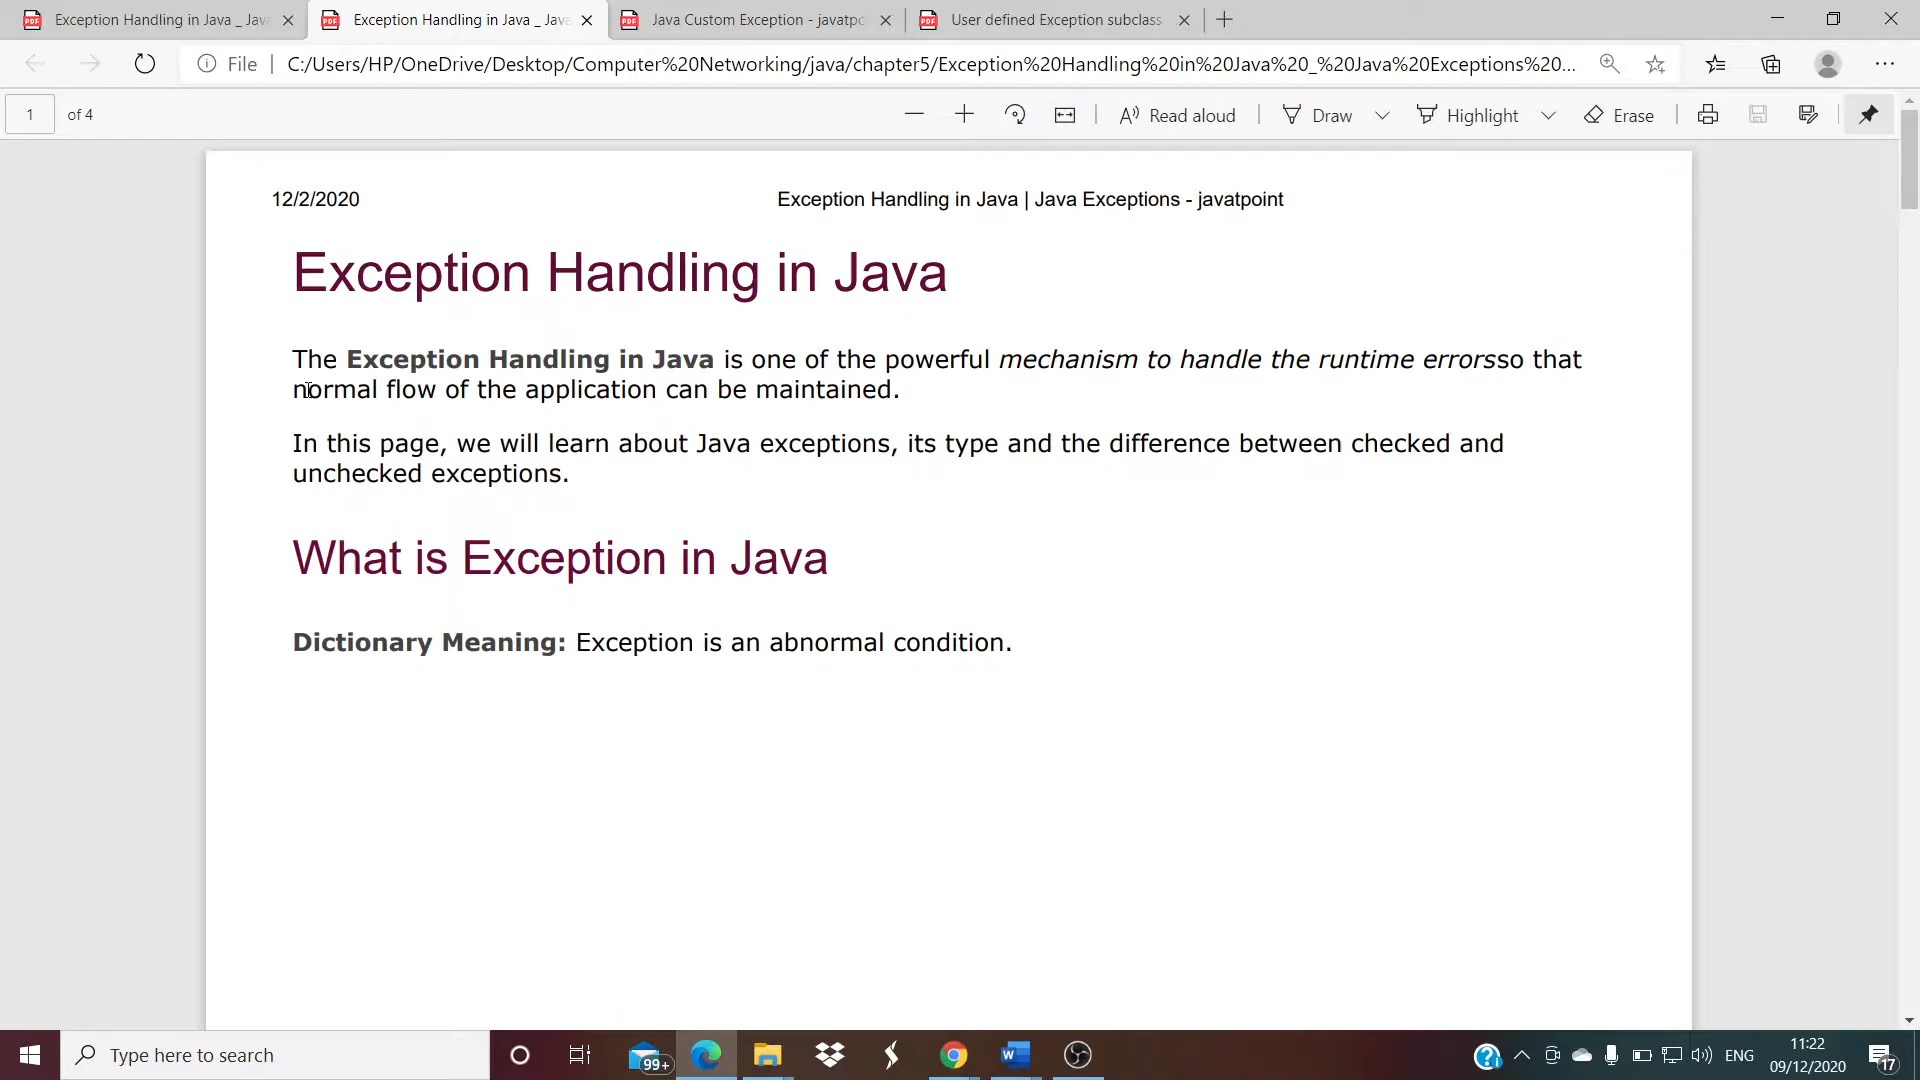 Exception Handling in Java _ Java
Exception Handling in Java _ Java
Java Custom Exception - javatpo
User defined Exception subclass
File
C:/Users/HP/OneDrive/Desktop/Computer%20Networking/java/chapter5/Exception%20Handling%20in%20Java%20_%20Java%20Exceptions%20...
1 of 4
Read aloud
Draw
Highlight
Erase
12/2/2020
Exception Handling in Java | Java Exceptions - javatpoint
Exception Handling in Java
The Exception Handling in Java is one of the powerful mechanism to handle the runtime errorsso that
normal flow of the application can be maintained.
In this page, we will learn about Java exceptions, its type and the difference between checked and
unchecked exceptions.
What is Exception in Java
Dictionary Meaning: Exception is an abnormal condition.
Type here to search
99+
ENG
11:22
09/12/2020
17